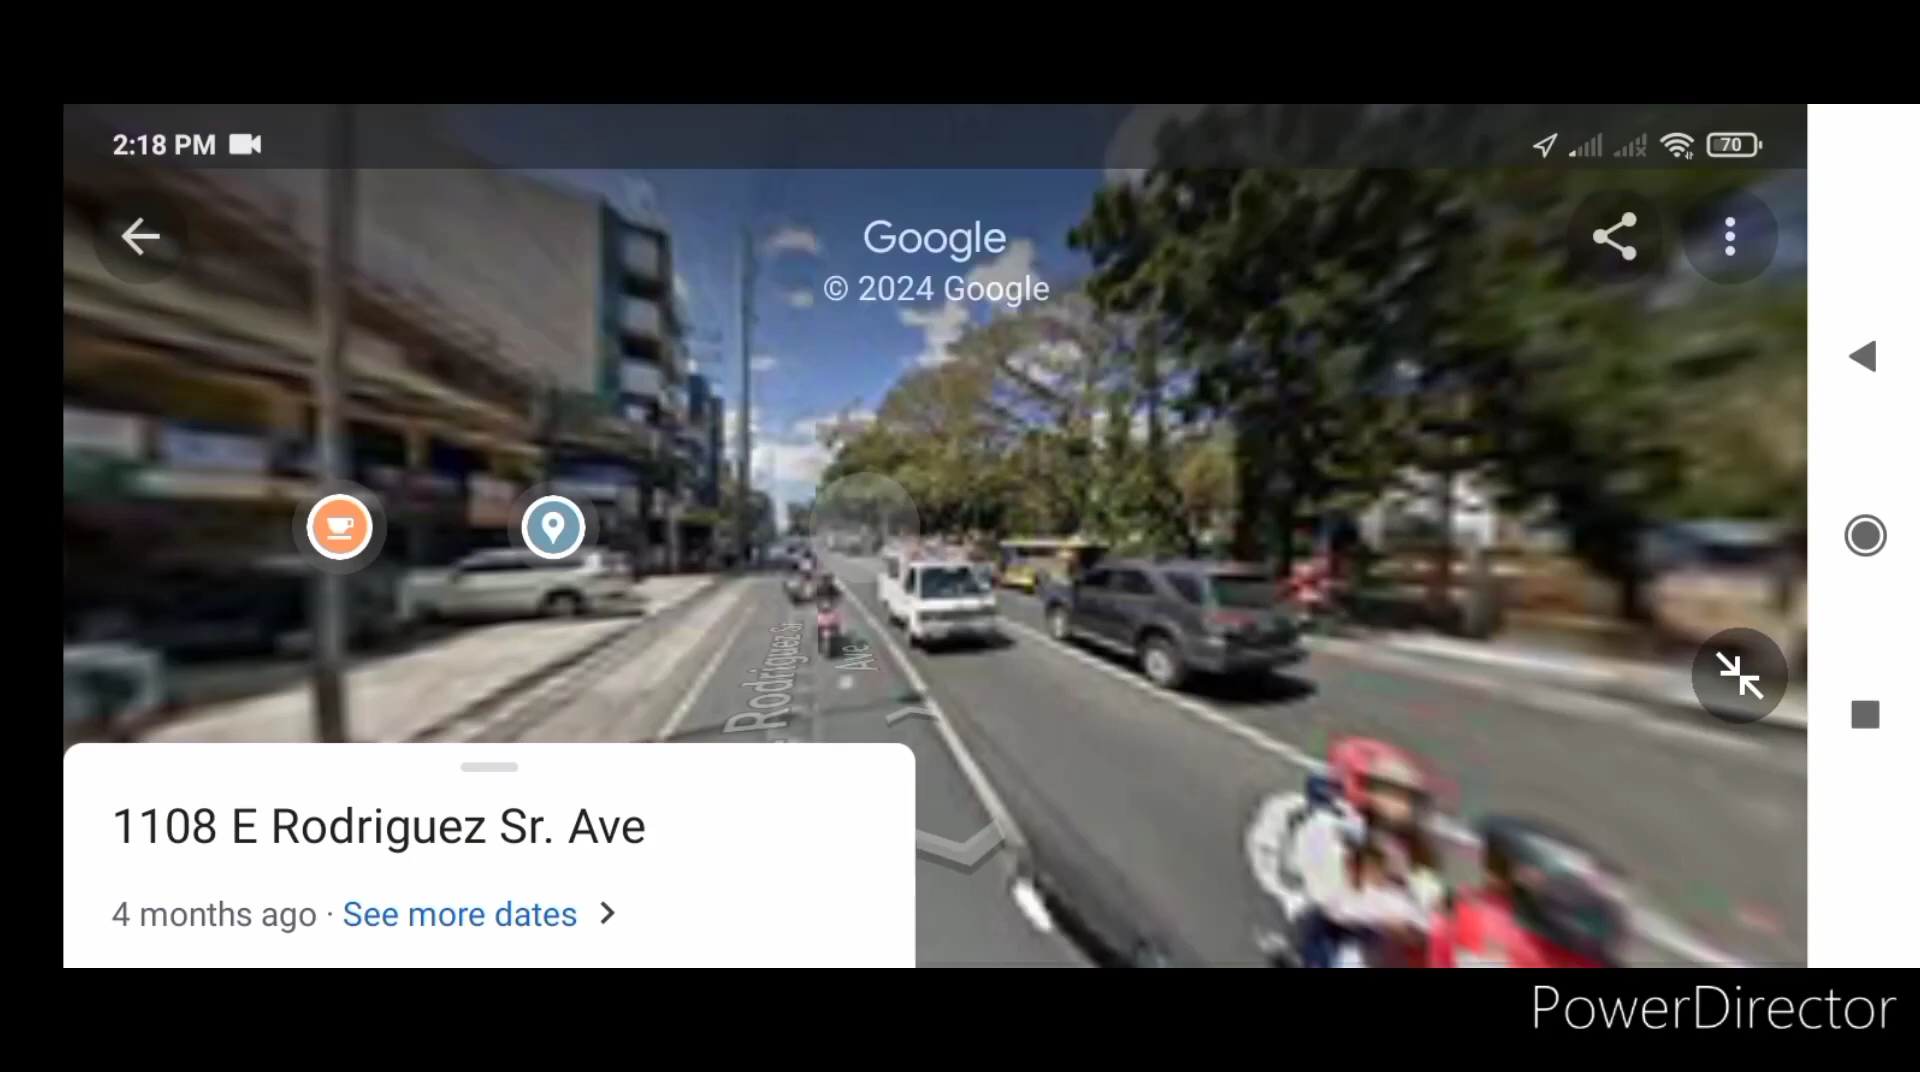 2:18 PM
70
Google
© 2024 Google
Rodriguez Sr
Ave
1108 E Rodriguez Sr. Ave
4 months ago · See more dates
PowerDirector